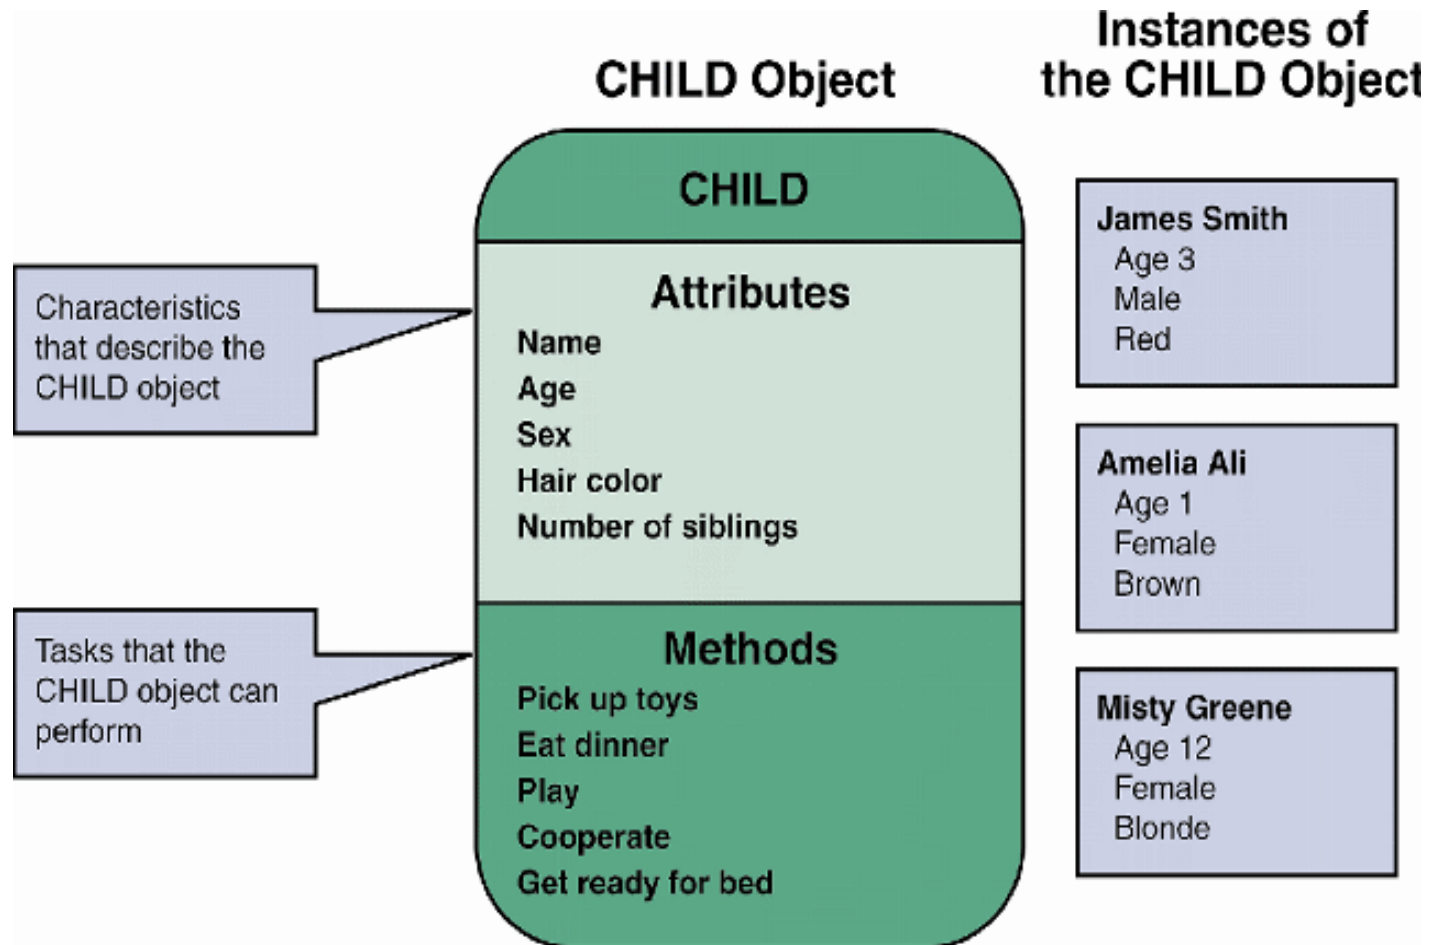 CHILD Object
Instances of
the CHILD Object
Characteristics
that describe the
CHILD object
Tasks that the
CHILD object can
perform
CHILD
Attributes
Name
Age
Sex
Hair color
Number of siblings
Methods
Pick up toys
Eat dinner
Play
Cooperate
Get ready for bed
James Smith
Age 3
Male
Red
Amelia Ali
Age 1
Female
Brown
Misty Greene
Age 12
Female
Blonde